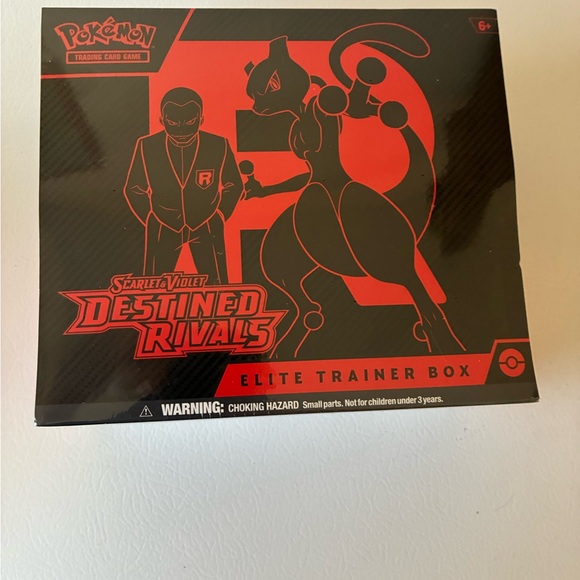 POKéMON
TRADING CARD GAME
6+
R
SCARLET & VIOLET
DESTINED
RIVALS
ELITE TRAINER BOX
WARNING: CHOKING HAZARD Small parts. Not for children under 3 years.